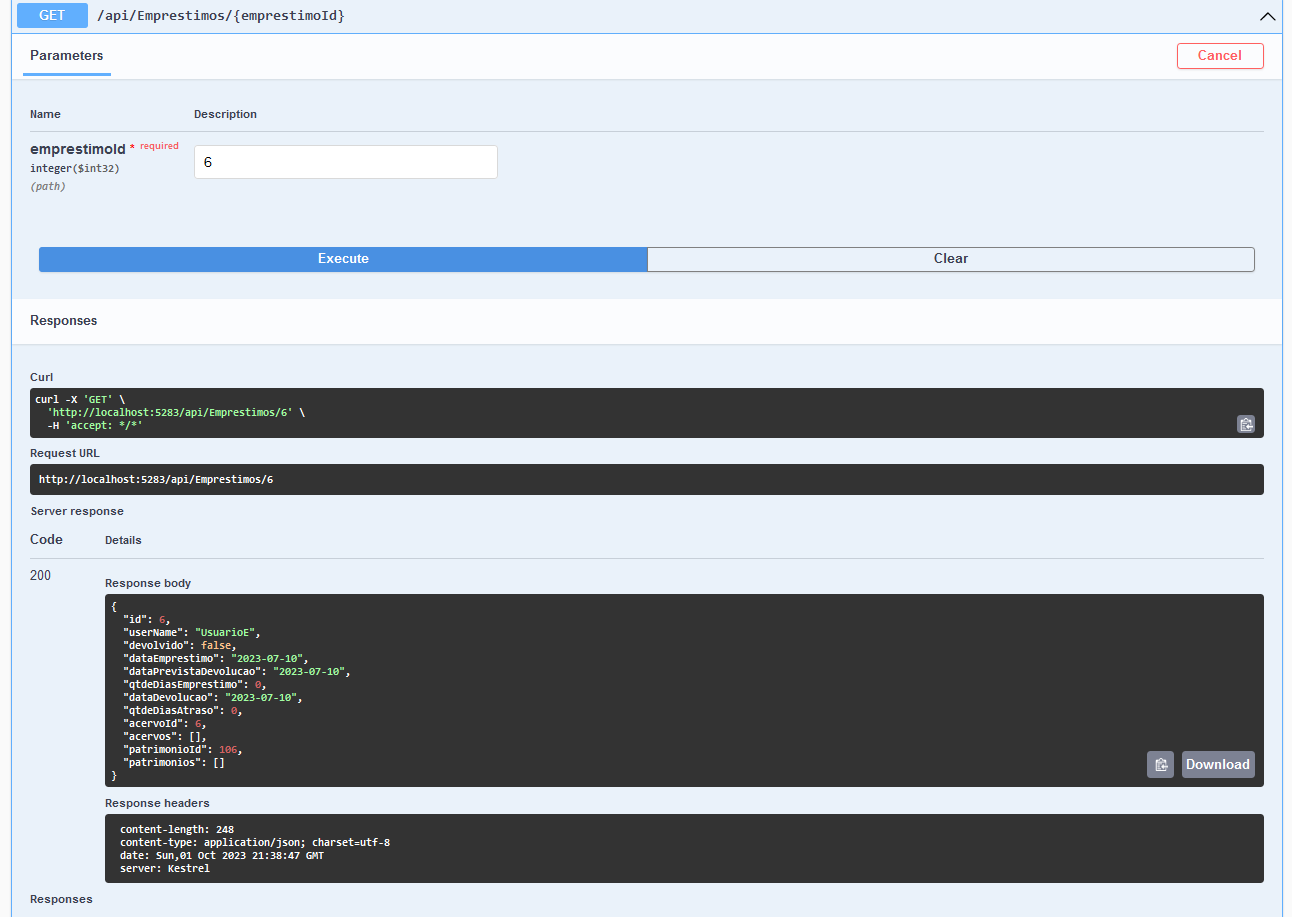 GET /api/Emprestimos/{emprestimoId}
Parameters
Cancel
Name Description
emprestimoId * required
integer($int32)
(path)
6
Execute
Clear
Responses
Curl
curl -X 'GET' \
  'http://localhost:5283/api/Emprestimos/6' \
  -H 'accept: */*'
Request URL
http://localhost:5283/api/Emprestimos/6
Server response
Code Details
200
Response body
{
  "id": 6,
  "userName": "UsuarioE",
  "devolvido": false,
  "dataEmprestimo": "2023-07-10",
  "dataPrevistaDevolucao": "2023-07-10",
  "qtdeDiasEmprestimo": 0,
  "dataDevolucao": "2023-07-10",
  "qtdeDiasAtraso": 0,
  "acervoId": 6,
  "acervos": [],
  "patrimonioId": 106,
  "patrimonios": []
}
Download
Response headers
content-length: 248
content-type: application/json; charset=utf-8
date: Sun,01 Oct 2023 21:38:47 GMT
server: Kestrel
Responses